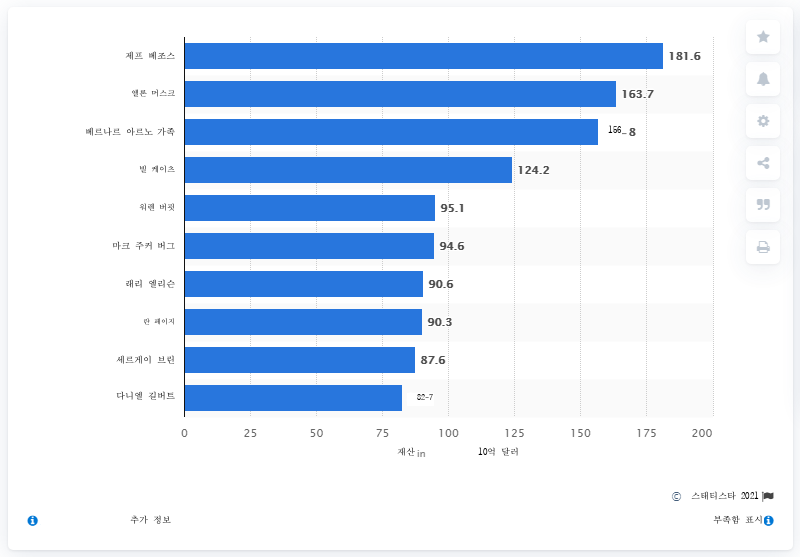 제프 베조스 181.6
앨론 머스크 163.7
베르나르 아르노 가족 156.8
빌 케이츠 124.2
워렌 버핏 95.1
마크 주커 버그 94.6
래리 엘리슨 90.6
페이지 90.3
세르게이 브린 87.6
다니엘 길버트 82-7
0 25 50 75 100 125 150 175 200
재산 in 10억 달러
© 스태티스타 2021
추가 정보 부족함 표시